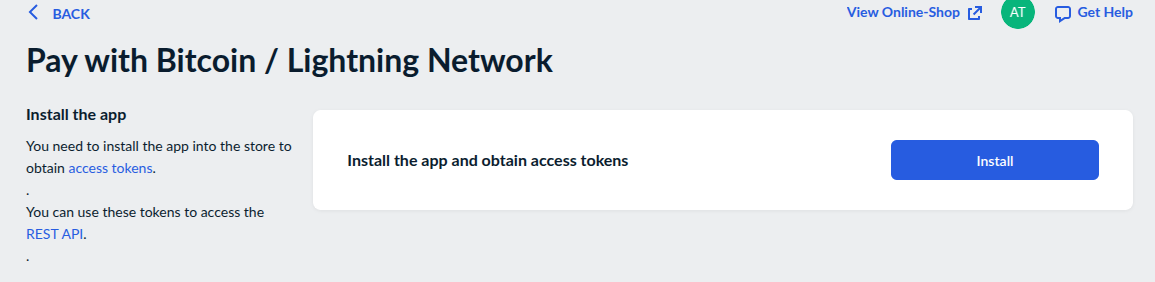 BACK
View Online-Shop
AT
Get Help
Pay with Bitcoin / Lightning Network
Install the app
You need to install the app into the store to
obtain access tokens.
.
You can use these tokens to access the
REST API.
.
Install the app and obtain access tokens
Install